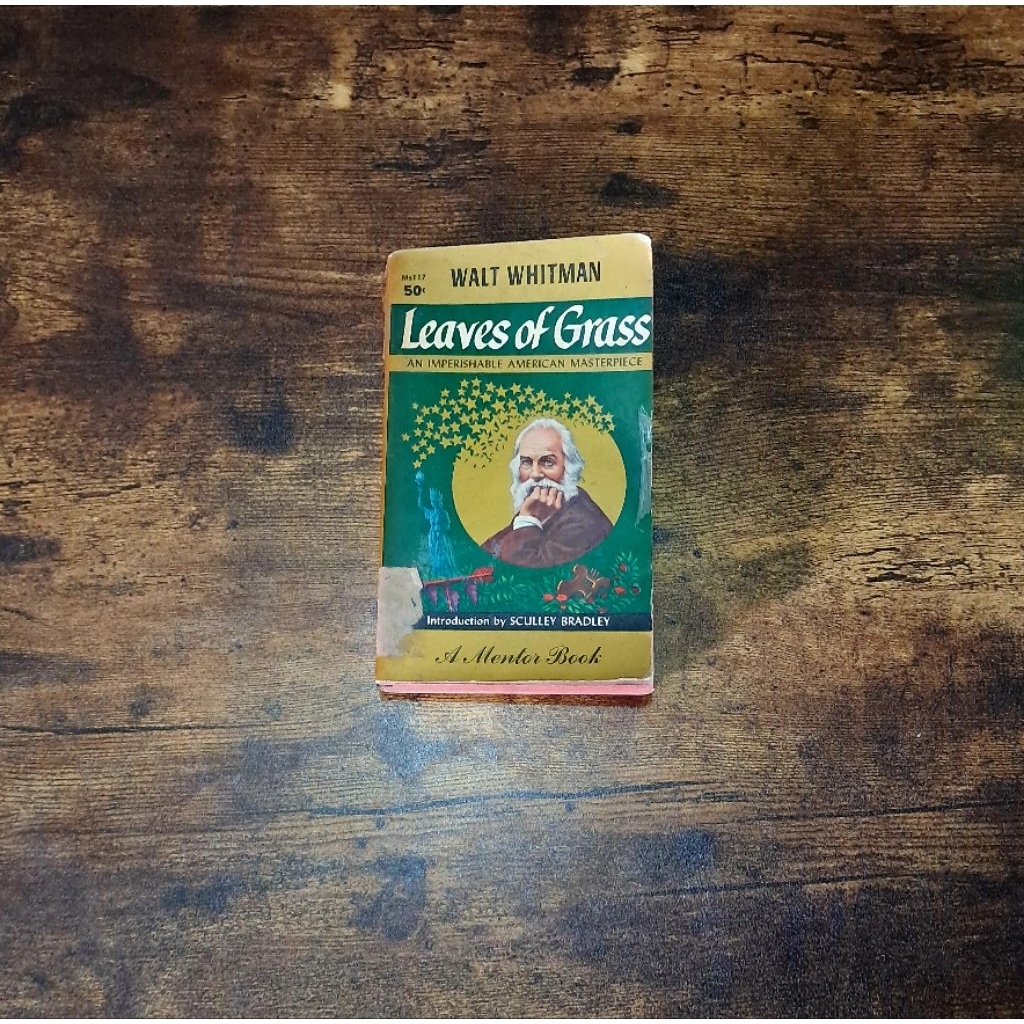 Ms117
50¢
WALT WHITMAN
Leaves of Grass
AN IMPERISHABLE AMERICAN MASTERPIECE
Introduction by SCULLEY BRADLEY
A Mentor Book